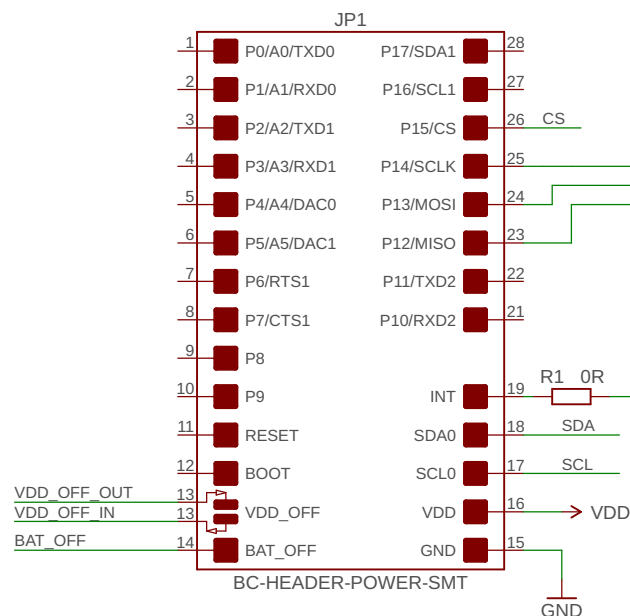 JP1
1 P0/A0/TXD0 P17/SDA1 28
2 P1/A1/RXD0 P16/SCL1 27
3 P2/A2/TXD1 P15/CS 26 CS
4 P3/A3/RXD1 P14/SCLK 25
5 P4/A4/DAC0 P13/MOSI 24
6 P5/A5/DAC1 P12/MISO 23
7 P6/RTS1 P11/TXD2 22
8 P7/CTS1 P10/RXD2 21
9 P8
R1 0R
10 P9 INT 19
11 RESET SDA0 18 SDA
12 BOOT SCL0 17 SCL
VDD_OFF_OUT 13
VDD_OFF_IN 13 VDD_OFF VDD 16 VDD
BAT_OFF 14 BAT_OFF GND 15
BC-HEADER-POWER-SMT
GND